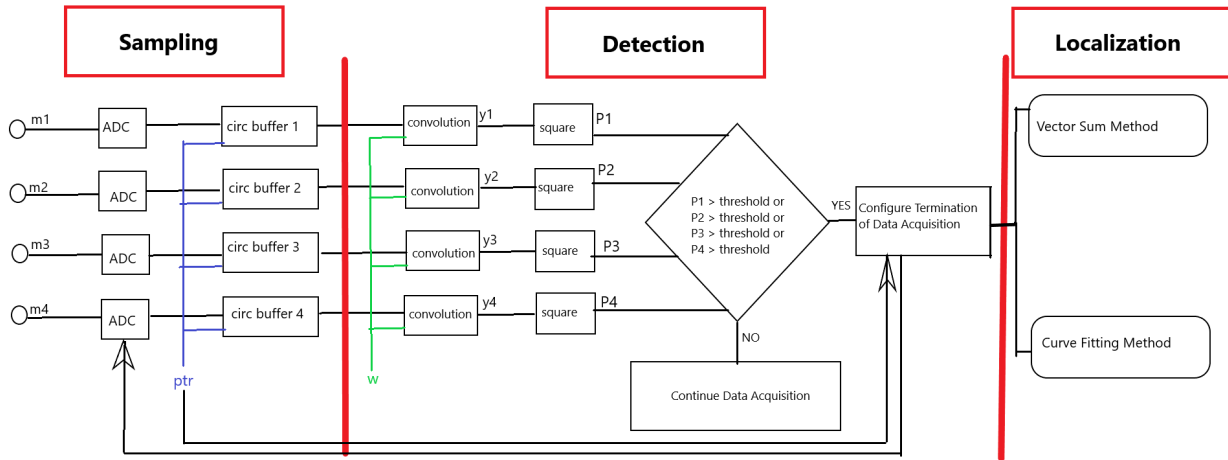 Sampling
Detection
Localization
m1
ADC
circ buffer 1
convolution
y1
square
P1
m2
ADC
circ buffer 2
convolution
y2
square
P2
m3
ADC
circ buffer 3
convolution
y3
square
P3
m4
ADC
circ buffer 4
convolution
y4
square
P4
ptr
w
P1 > threshold or
P2 > threshold or
P3 > threshold or
P4 > threshold
YES
NO
Continue Data Acquisition
Configure Termination
of Data Acquisition
Vector Sum Method
Curve Fitting Method